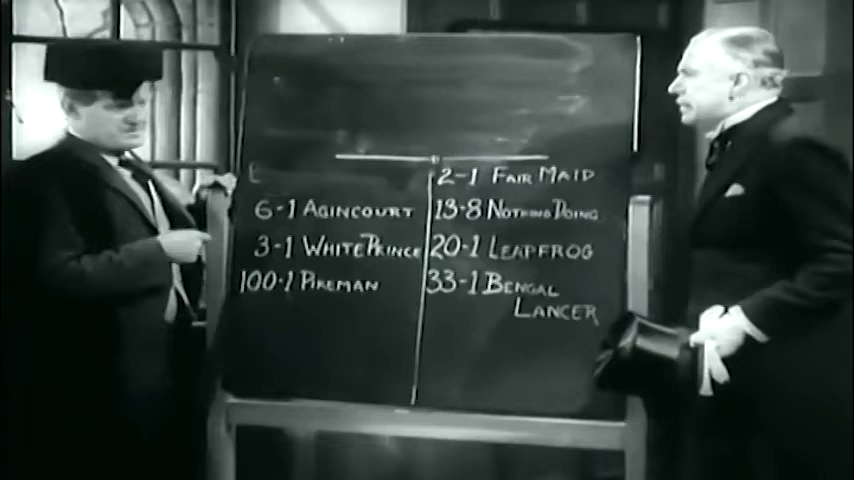 2-1 FAIR MAID
6-1 AGINCOURT
13-8 NOTHING DOING
3-1 WHITE PRINCE
20-1 LEAPFROG
100-1 PIKEMAN
33-1 BENGAL
LANCER